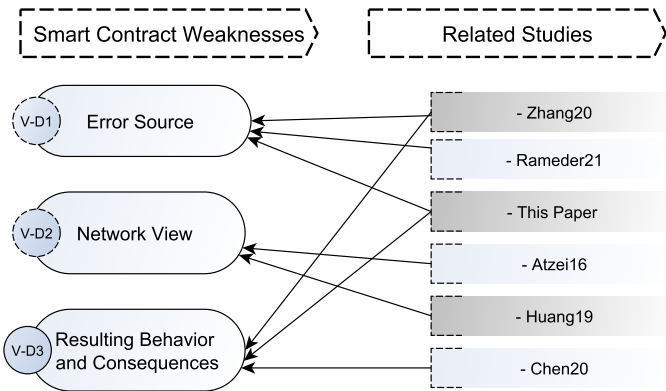 Smart Contract Weaknesses
Related Studies
V-D1
Error Source
V-D2
Network View
V-D3
Resulting Behavior
and Consequences
- Zhang20
- Rameder21
- This Paper
- Atzei16
- Huang19
- Chen20